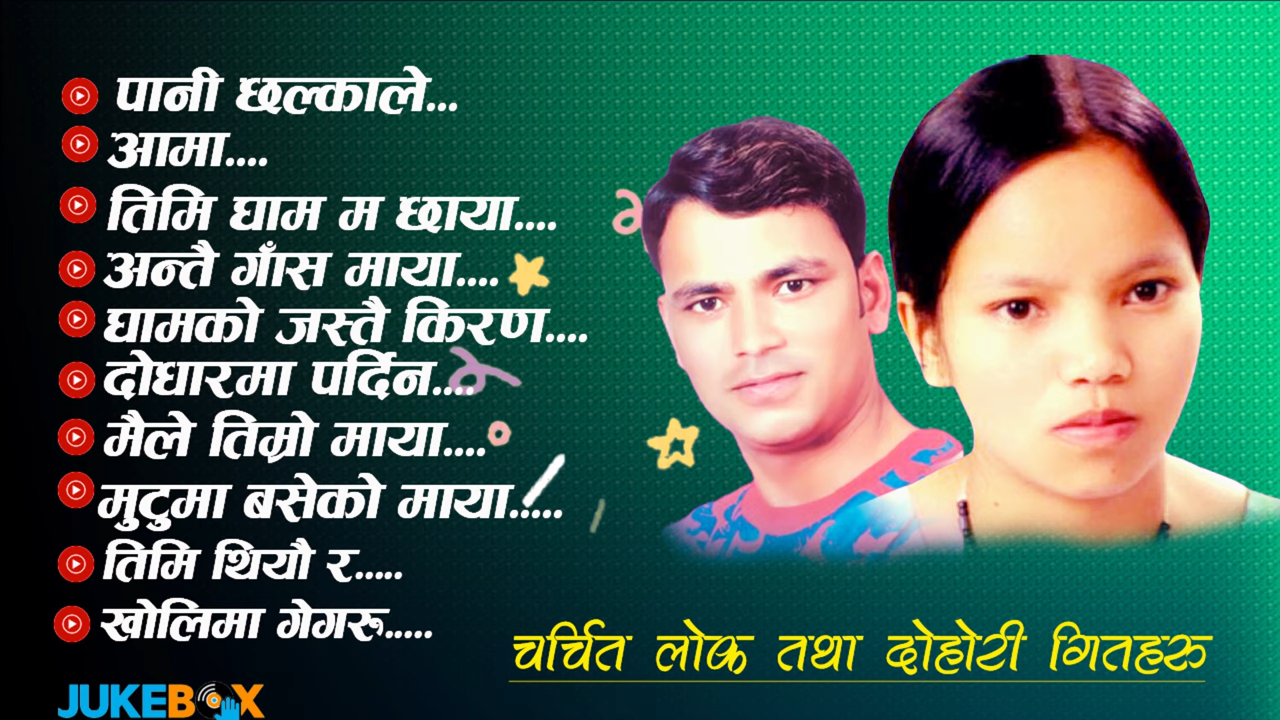 पानी छल्काले...
आमा....
तिमि घाम म छाया....
अन्तै गाँस माया....
घामको जस्तै किरण....
दोधारमा पर्दिन....
मैले तिम्रो माया....
मुटुमा बसेको माया......
तिमि थियौ र.....
खोलिमा गेगरु.....
चर्चित लोक तथा दोहोरी गितहरु
JUKEBOX